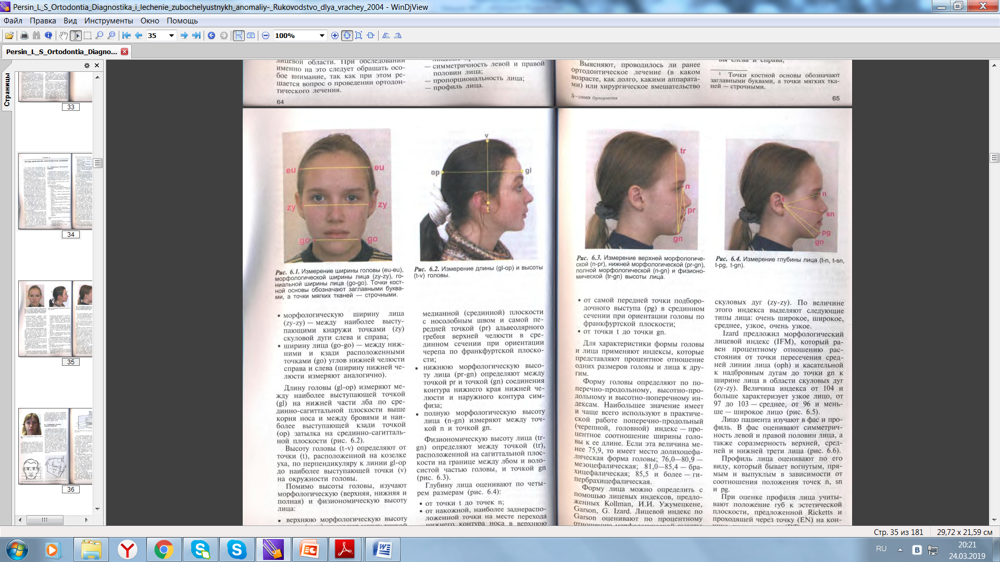 Persin_L_S_Ortodontia_Diagnostika_i_lechenie_zubochelyustnykh_anomaliy-_Rukovodstvo_dlya_vrachey_2004 - WinDjView
Файл Правка Вид Инструменты Окно Помощь
35
100%
Persin_L_S_Ortodontia_Diagno...
Страницы
33
34
35
36
лицевой области. При обследовании
именно на это следует обращать осо-
бое внимание, так как при этом ре-
шается вопрос о проведении ортодон-
тического лечения.
64
— симметричность левой и правой
половин лица;
— пропорциональность лица;
— профиль лица.
Выясняют, проводилось ли ранее
ортодонтическое лечение (в каком
возрасте, как долго, какими аппарата-
ми) или хирургическое вмешательство
5–10069 Ортодонтия
вы слева и справа;
1 Точки костной основы обозначают
заглавными буквами, а точки мягких тка-
ней — строчными.
65
eu eu
zy zy
go go
v
op gl
t
tr
n
pr
gn
t
n
sn
pg
gn
Рис. 6.1. Измерение ширины головы (eu-eu),
морфологической ширины лица (zy-zy), го-
ниальной ширины лица (go-go). Точки кост-
ной основы обозначают заглавными буква-
ми, а точки мягких тканей — строчными.
Рис. 6.2. Измерение длины (gl-op) и высоты
(t-v) головы.
Рис. 6.3. Измерение верхней морфологиче-
ской (n-pr), нижней морфологической (pr-gn),
полной морфологической (n-gn) и физионо-
мической (tr-gn) высоты лица.
Рис. 6.4. Измерение глубины лица (t-n, t-sn,
t-pg, t-gn).
• морфологическую ширину лица
(zy-zy) — между наиболее высту-
пающими кнаружи точками (zy)
скуловой дуги слева и справа;
• ширину лица (go-go) — между ниж-
ними и кзади расположенными
точками (go) углов нижней челюсти
справа и слева (ширину нижней че-
люсти измеряют аналогично).
Длину головы (gl-op) измеряют ме-
жду наиболее выступающей точкой
(gl) на нижней части лба по сре-
динно-сагиттальной плоскости выше
корня носа и между бровями и наи-
более выступающей кзади точкой
(op) затылка на срединно-сагитталь-
ной плоскости (рис. 6.2).
Высоту головы (t-v) определяют от
точки (t), расположенной на козелке
уха, по перпендикуляру к линии gl-op
до наиболее выступающей точки (v)
на окружности головы.
Помимо высоты головы, изучают
морфологическую (верхняя, нижняя и
полная) и физиономическую высоту
лица:
▪ верхнюю морфологическую высоту
медианной (срединной) плоскости
с носолобным швом и самой пе-
редней точкой (pr) альвеолярного
гребня верхней челюсти в сре-
динном сечении при ориентации
черепа по франкфуртской плоско-
сти;
▪ нижнюю морфологическую высо-
ту лица (pr-gn) определяют между
точкой pr и точкой (gn) соединения
контура нижнего края нижней че-
люсти и наружного контура сим-
физа;
▪ полную морфологическую высоту
лица (n-gn) измеряют между точ-
кой n и точкой gn.
Физиономическую высоту лица (tr-
gn) определяют между точкой (tr),
расположенной на сагиттальной плос-
кости на границе между лбом и воло-
систой частью головы, и точкой gn
(рис. 6.3).
Глубину лица оценивают по четы-
рем размерам (рис. 6.4):
• от точки t до точек n;
• от накожной, наиболее заднераспо-
ложенной точки на месте перехода
нижнего контура носа в верхнюю
• от самой передней точки подборо-
дочного выступа (pg) в срединном
сечении при ориентации головы по
франкфуртской плоскости;
• от точки t до точки gn.
Для характеристики формы головы
и лица применяют индексы, которые
представляют процентное отношение
одних размеров головы и лица к дру-
гим.
Форму головы определяют по по-
перечно-продольному, высотно-про-
дольному и высотно-поперечному ин-
дексам. Наибольшее значение имеет
и чаще всего используют в практиче-
ской работе поперечно-продольный
(черепной, головной) индекс — про-
центное соотношение ширины голо-
вы к ее длине. Если эта величина ме-
нее 75,9, то имеет место долихоцефа-
лическая форма головы; 76,0—80,9 —
мезоцефалическая; 81,0—85,4 — бра-
хицефалическая; 85,5 и более — ги-
пербрахицефалическая.
Форму лица можно определить с
помощью лицевых индексов, предло-
женных Kollman, И.И. Ужумецкене,
Garson, G. Izard. Лицевой индекс по
Garson оценивают по процентному
отношению морфологической высоты
скуловых дуг (zy-zy). По величине
этого индекса выделяют следующие
типы лица: очень широкое, широкое,
среднее, узкое, очень узкое.
Izard предложил морфологический
лицевой индекс (IFM), который ра-
вен процентному отношению рас-
стояния от точки пересечения сред-
ней линии лица (oph) и касательной
к надбровным дугам до точки gn к
ширине лица в области скуловых дуг
(zy-zy). Величина индекса от 104 и
больше характеризует узкое лицо, от
97 до 103 — среднее, от 96 и мень-
ше — широкое лицо (рис. 6.5).
Лицо пациента изучают в фас и про-
филь. В фас оценивают симметрич-
ность левой и правой половин лица, а
также соразмерность верхней, сред-
ней и нижней трети лица (рис. 6.6).
Профиль лица оценивают по его
виду, который бывает вогнутым, пря-
мым и выпуклым в зависимости от
соотношения положения точек n, sn
и pg.
При оценке профиля лица учиты-
вают положение губ к эстетической
плоскости, предложенной Ricketts и
проходящей через точку (EN) на кон-
Стр. 35 из 181 29,72 x 21,59 см
RU
20:21
24.03.2019